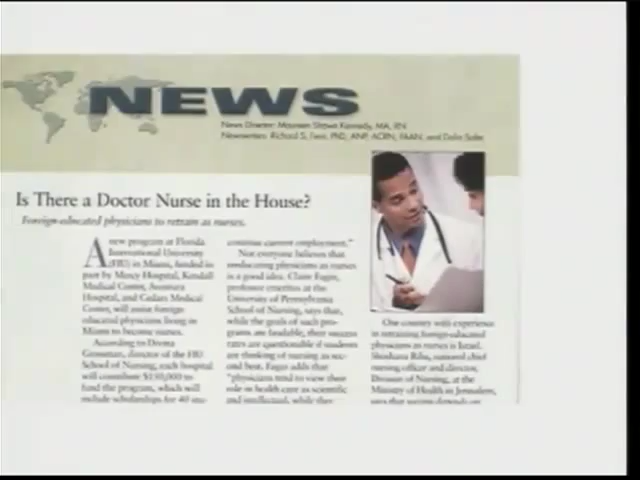 NEWS
News Director: Maureen Shawn Kennedy, MA, RN
Newswriters: Richard S. Ferri, PhD, ANP, ACRN, FAAN, and Dalia Sofer
Is There a Doctor Nurse in the House?
Foreign-educated physicians to retrain as nurses.
A new program at Florida
International University
(FIU) in Miami, funded in
part by Mercy Hospital, Kendall
Medical Center, Aventura
Hospital, and Cedars Medical
Center, will assist foreign-
educated physicians living in
Miami to become nurses.
According to Divina
Grossman, director of the FIU
School of Nursing, each hospital
will contribute $150,000 to
fund the program, which will
include scholarships for 40 stu-
continue current employment."
Not everyone believes that
reeducating physicians as nurses
is a good idea. Claire Fagin,
professor emeritus at the
University of Pennsylvania
School of Nursing, says that,
while the goals of such pro-
grams are laudable, their success
rates are questionable if students
are thinking of nursing as sec-
ond best. Fagin adds that
"physicians tend to view their
role in health care as scientific
and intellectual, while they
One country with experience
in retraining foreign-educated
physicians as nurses is Israel.
Shoshana Riba, national chief
nursing officer and director,
Division of Nursing, at the
Ministry of Health in Jerusalem,
says that success depends on